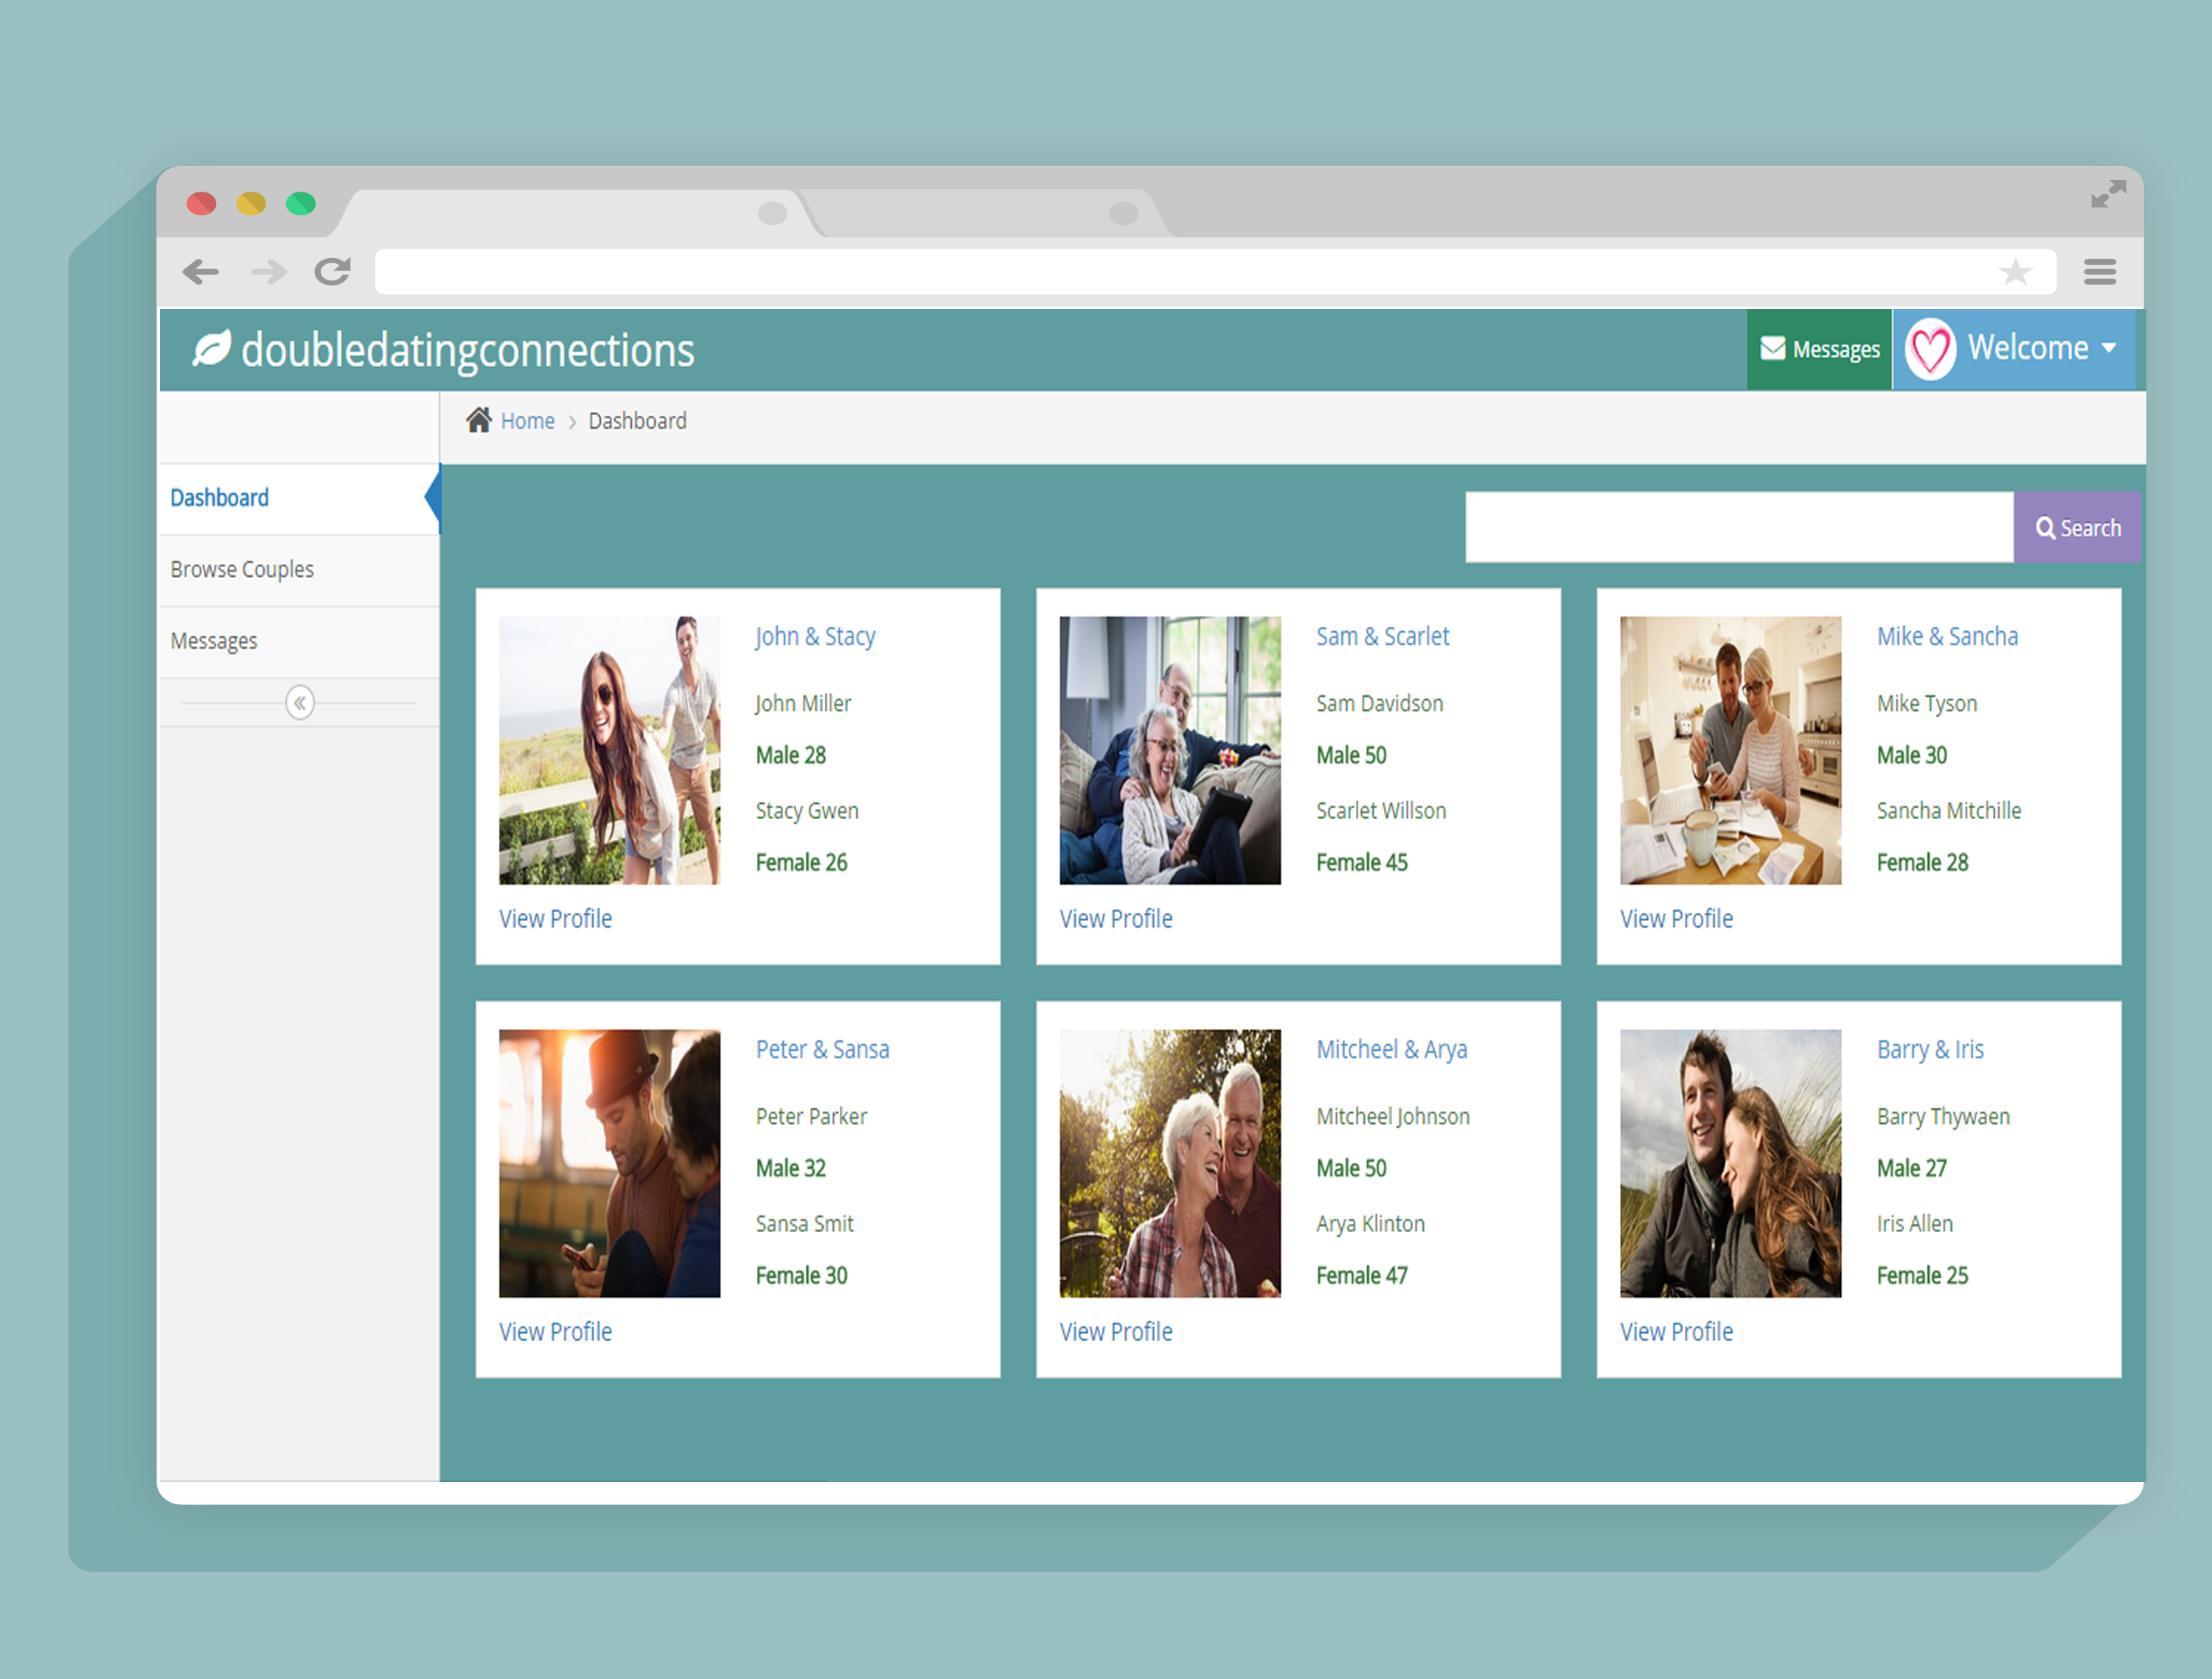 doubledatingconnections
Messages
Welcome
Home
Dashboard
Dashboard
Browse Couples
Messages
Search
John & Stacy
John Miller
Male 28
Stacy Gwen
Female 26
View Profile
Sam & Scarlet
Sam Davidson
Male 50
Scarlet Willson
Female 45
View Profile
Mike & Sancha
Mike Tyson
Male 30
Sancha Mitchille
Female 28
View Profile
Peter & Sansa
Peter Parker
Male 32
Sansa Smit
Female 30
View Profile
Mitcheel & Arya
Mitcheel Johnson
Male 50
Arya Klinton
Female 47
View Profile
Barry & Iris
Barry Thywaen
Male 27
Iris Allen
Female 25
View Profile